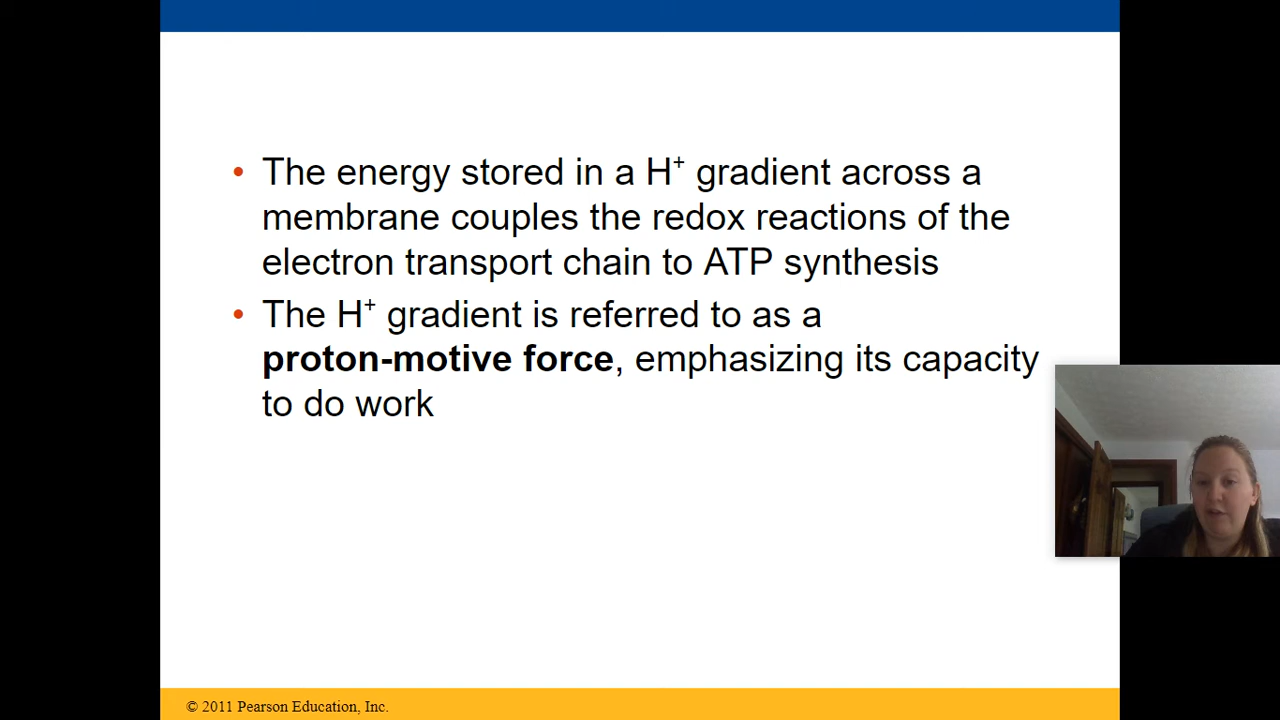 • The energy stored in a H⁺ gradient across a
membrane couples the redox reactions of the
electron transport chain to ATP synthesis
• The H⁺ gradient is referred to as a
proton-motive force, emphasizing its capacity
to do work
© 2011 Pearson Education, Inc.